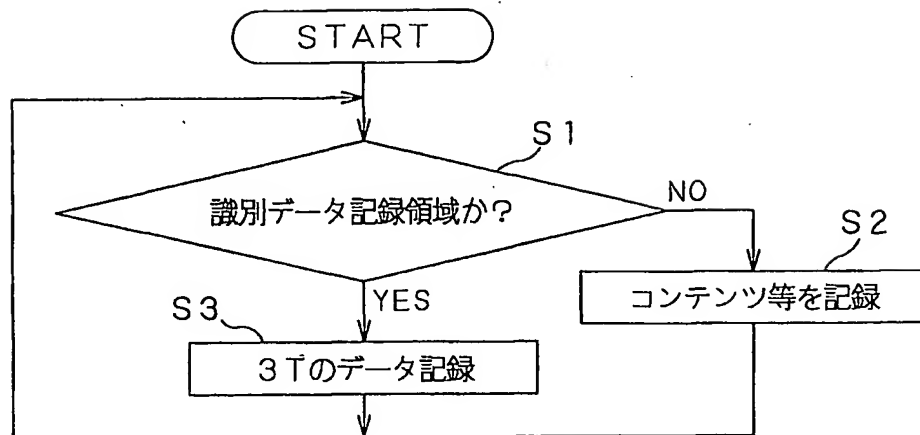 START
S1
識別データ記録領域か?
NO
S2
コンテンツ等を記録
YES
S3
3Tのデータ記録